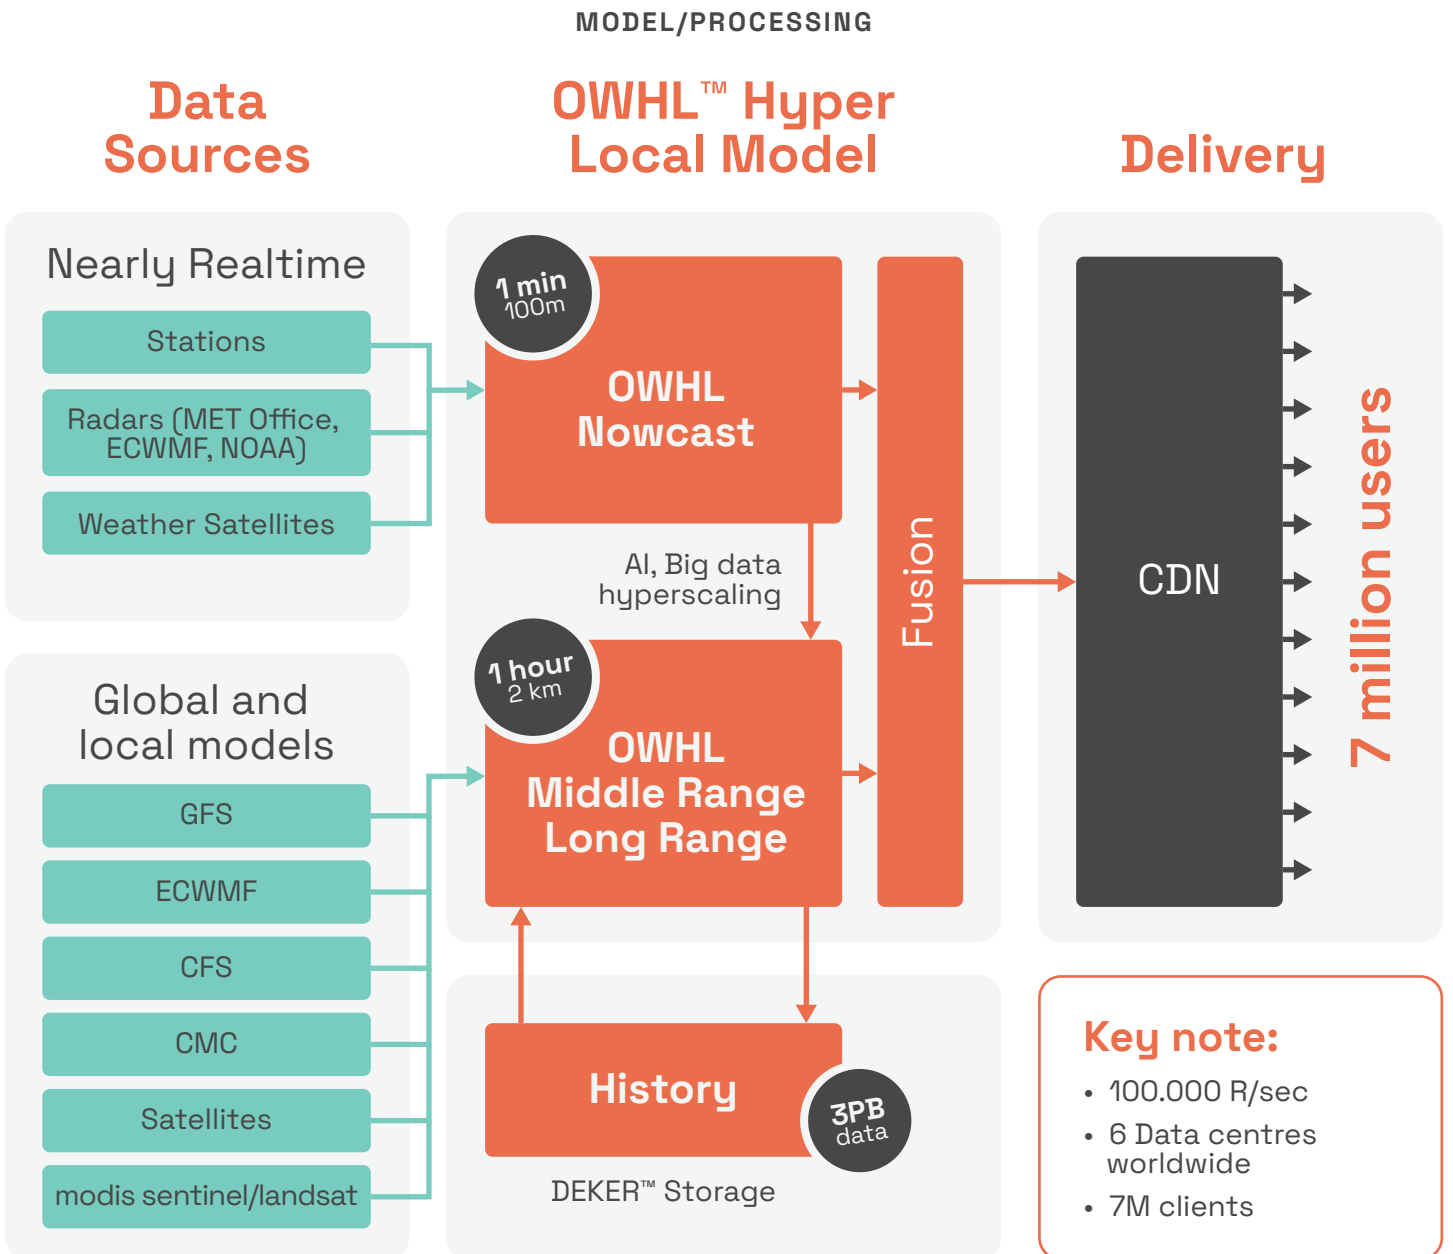 MODEL/PROCESSING
Data
Sources
OWHL™ Hyper
Local Model
Delivery
Nearly Realtime
Stations
Radars (MET Office,
ECWMF, NOAA)
Weather Satellites
Global and
local models
GFS
ECWMF
CFS
CMC
Satellites
modis sentinel/landsat
1 min
100m
OWHL
Nowcast
AI, Big data
hyperscaling
1 hour
2 km
OWHL
Middle Range
Long Range
Fusion
History
3PB
data
DEKER™ Storage
CDN
7 million users
Key note:
• 100.000 R/sec
• 6 Data centres
worldwide
• 7M clients